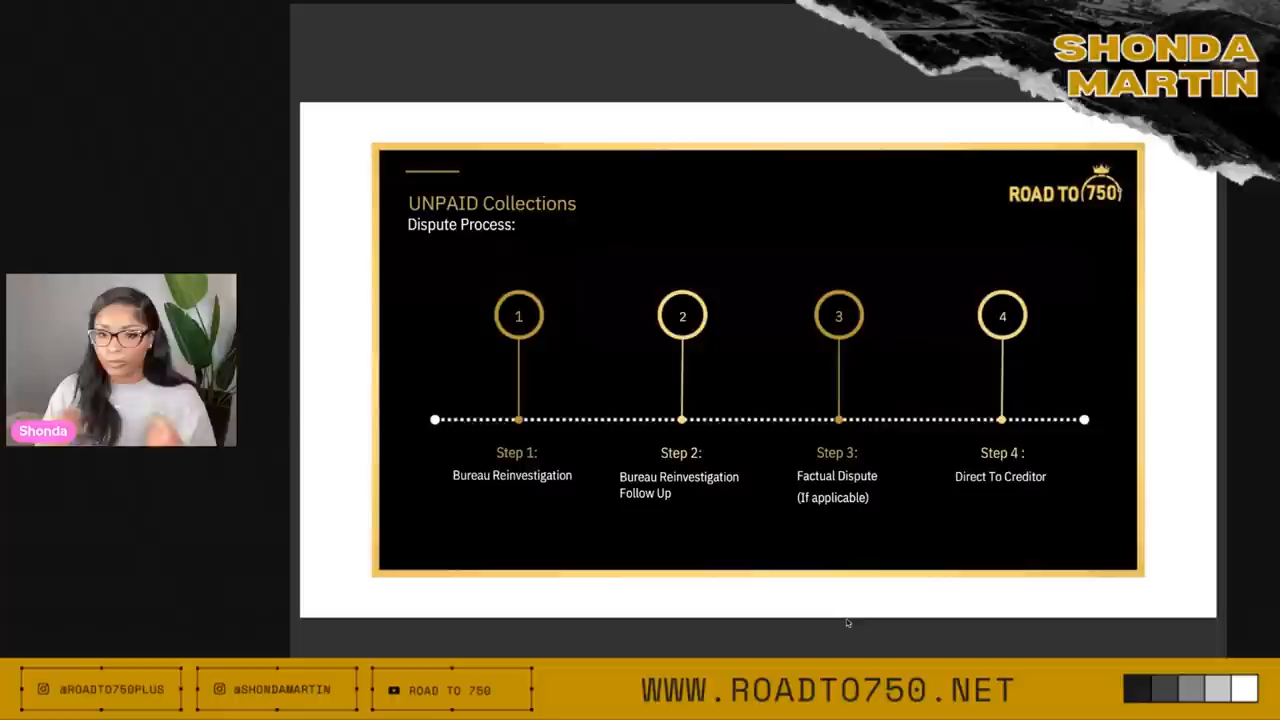 SHONDA
MARTIN
ROAD TO 750
UNPAID Collections
Dispute Process:
1
2
3
4
Step 1:
Bureau Reinvestigation
Step 2:
Bureau Reinvestigation
Follow Up
Step 3:
Factual Dispute
(If applicable)
Step 4 :
Direct To Creditor
Shonda
@ROADTO750PLUS
@SHONDAMARTIN
ROAD TO 750
WWW.ROADTO750.NET